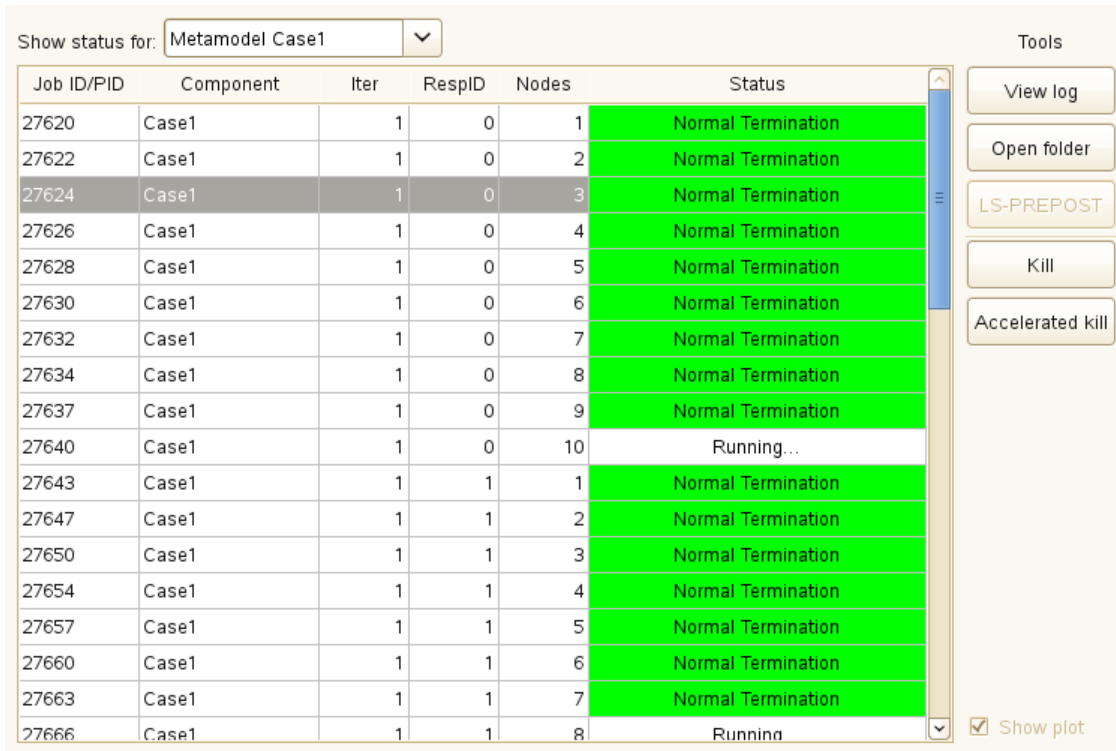 Show status for: Metamodel Case1
Tools
Job ID/PID Component Iter RespID Nodes Status
View log
27620 Case1 1 0 1 Normal Termination
27622 Case1 1 0 2 Normal Termination
Open folder
27624 Case1 1 0 3 Normal Termination
LS-PREPOST
27626 Case1 1 0 4 Normal Termination
27628 Case1 1 0 5 Normal Termination
Kill
27630 Case1 1 0 6 Normal Termination
27632 Case1 1 0 7 Normal Termination
Accelerated kill
27634 Case1 1 0 8 Normal Termination
27637 Case1 1 0 9 Normal Termination
27640 Case1 1 0 10 Running...
27643 Case1 1 1 1 Normal Termination
27647 Case1 1 1 2 Normal Termination
27650 Case1 1 1 3 Normal Termination
27654 Case1 1 1 4 Normal Termination
27657 Case1 1 1 5 Normal Termination
27660 Case1 1 1 6 Normal Termination
27663 Case1 1 1 7 Normal Termination
27666 Case1 1 1 8 Running
Show plot